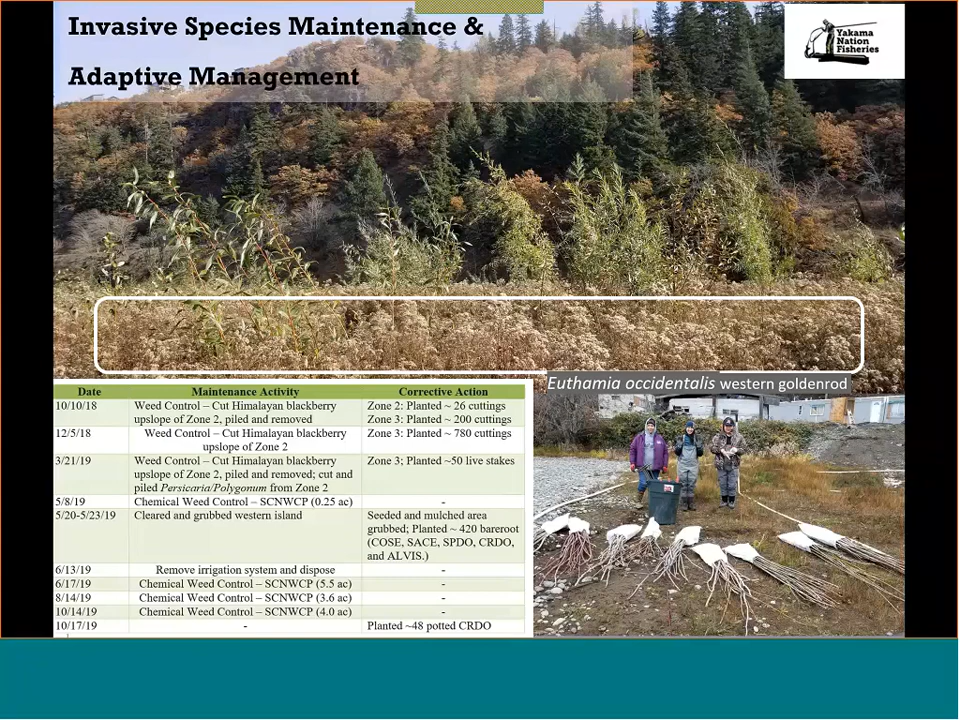 Invasive Species Maintenance &
Adaptive Management
Yakama
Nation
Fisheries
Euthamia occidentalis western goldenrod
Date Maintenance Activity Corrective Action
10/10/18 Weed Control – Cut Himalayan blackberry Zone 2: Planted ~ 26 cuttings
upslope of Zone 2, piled and removed Zone 3: Planted ~ 200 cuttings
12/5/18 Weed Control – Cut Himalayan blackberry Zone 3: Planted ~ 780 cuttings
upslope of Zone 2
3/21/19 Weed Control – Cut Himalayan blackberry Zone 3; Planted ~50 live stakes
upslope of Zone 2, piled and removed; cut and
piled Persicaria/Polygonum from Zone 2
5/8/19 Chemical Weed Control – SCNWCP (0.25 ac) -
5/20-5/23/19 Cleared and grubbed western island Seeded and mulched area
grubbed; Planted ~ 420 bareroot
(COSE, SACE, SPDO, CRDO,
and ALVIS.)
6/13/19 Remove irrigation system and dispose -
6/17/19 Chemical Weed Control – SCNWCP (5.5 ac) -
8/14/19 Chemical Weed Control – SCNWCP (3.6 ac) -
10/14/19 Chemical Weed Control – SCNWCP (4.0 ac) -
10/17/19 - Planted ~48 potted CRDO